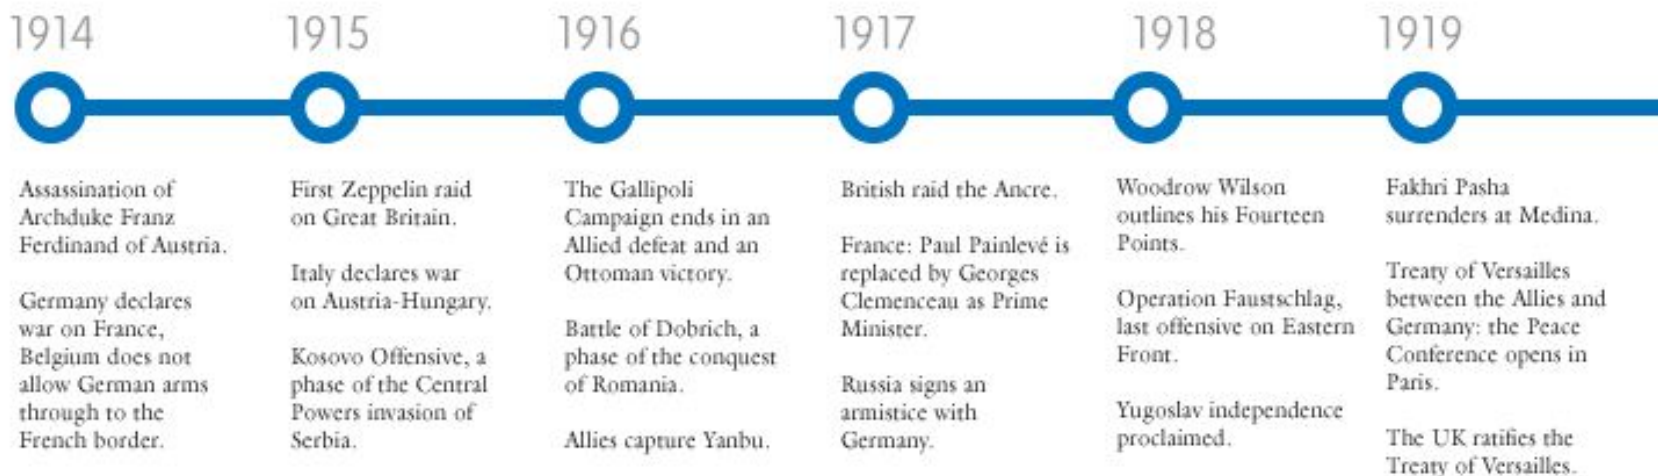 1914
1915
1916
1917
1918
1919
Assassination of
Archduke Franz
Ferdinand of Austria.
Germany declares
war on France,
Belgium does not
allow German arms
through to the
French border.
First Zeppelin raid
on Great Britain.
Italy declares war
on Austria-Hungary.
Kosovo Offensive, a
phase of the Central
Powers invasion of
Serbia.
The Gallipoli
Campaign ends in an
Allied defeat and an
Ottoman victory.
Battle of Dobrich, a
phase of the conquest
of Romania.
Allies capture Yanbu.
British raid the Ancre.
France: Paul Painlevé is
replaced by Georges
Clemenceau as Prime
Minister.
Russia signs an
armistice with
Germany.
Woodrow Wilson
outlines his Fourteen
Points.
Operation Faustschlag,
last offensive on Eastern
Front.
Yugoslav independence
proclaimed.
Fakhri Pasha
surrenders at Medina.
Treaty of Versailles
between the Allies and
Germany: the Peace
Conference opens in
Paris.
The UK ratifies the
Treaty of Versailles.